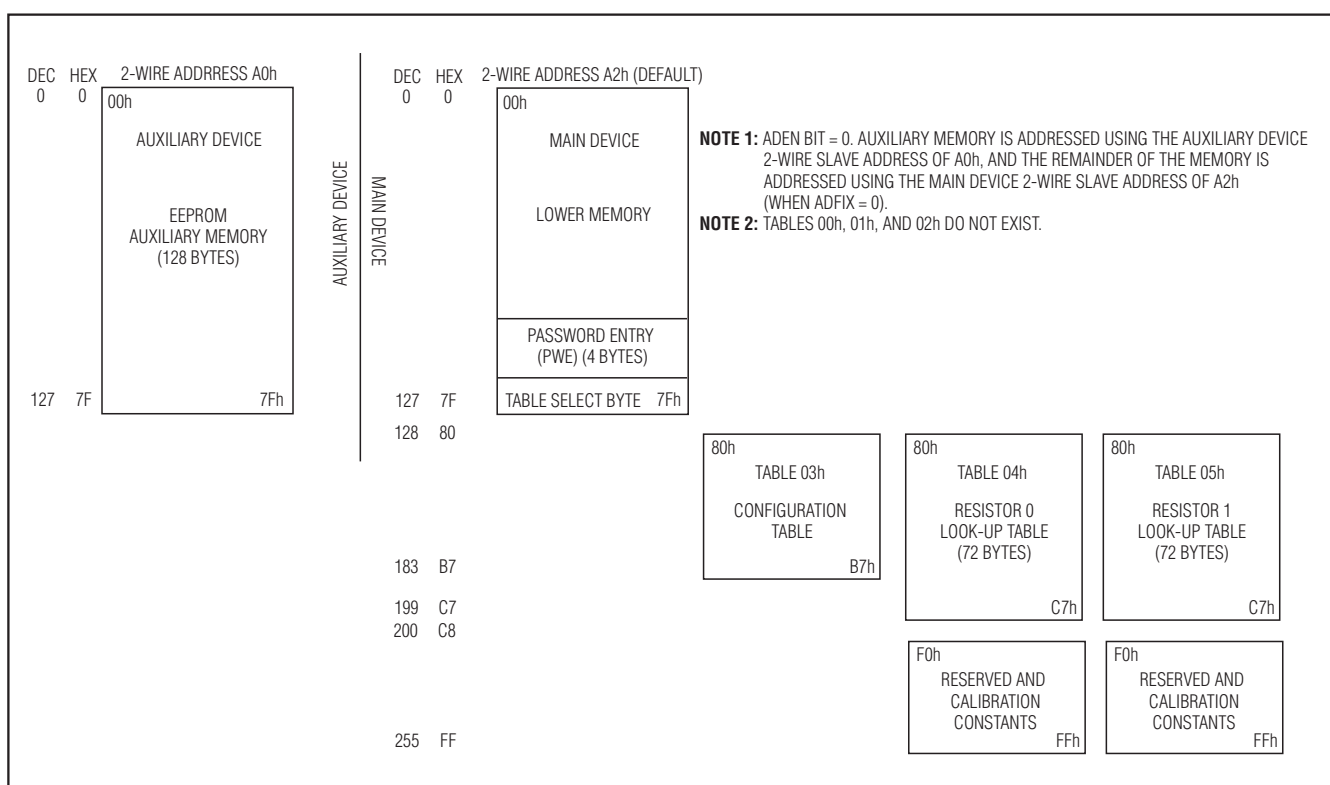 DEC HEX 2-WIRE ADDRRESS A0h
0 0
00h
AUXILIARY DEVICE
EEPROM
AUXILIARY MEMORY
(128 BYTES)
127 7F
7Fh
AUXILIARY DEVICE
MAIN DEVICE
DEC HEX 2-WIRE ADDRESS A2h (DEFAULT)
0 0
00h
MAIN DEVICE
LOWER MEMORY
PASSWORD ENTRY
(PWE) (4 BYTES)
127 7F
TABLE SELECT BYTE 7Fh
128 80
183 B7
199 C7
200 C8
255 FF
NOTE 1: ADEN BIT = 0. AUXILIARY MEMORY IS ADDRESSED USING THE AUXILIARY DEVICE
2-WIRE SLAVE ADDRESS OF A0h, AND THE REMAINDER OF THE MEMORY IS
ADDRESSED USING THE MAIN DEVICE 2-WIRE SLAVE ADDRESS OF A2h
(WHEN ADFIX = 0).
NOTE 2: TABLES 00h, 01h, AND 02h DO NOT EXIST.
80h
TABLE 03h
CONFIGURATION
TABLE
B7h
80h
TABLE 04h
RESISTOR 0
LOOK-UP TABLE
(72 BYTES)
C7h
80h
TABLE 05h
RESISTOR 1
LOOK-UP TABLE
(72 BYTES)
C7h
F0h
RESERVED AND
CALIBRATION
CONSTANTS
FFh
F0h
RESERVED AND
CALIBRATION
CONSTANTS
FFh